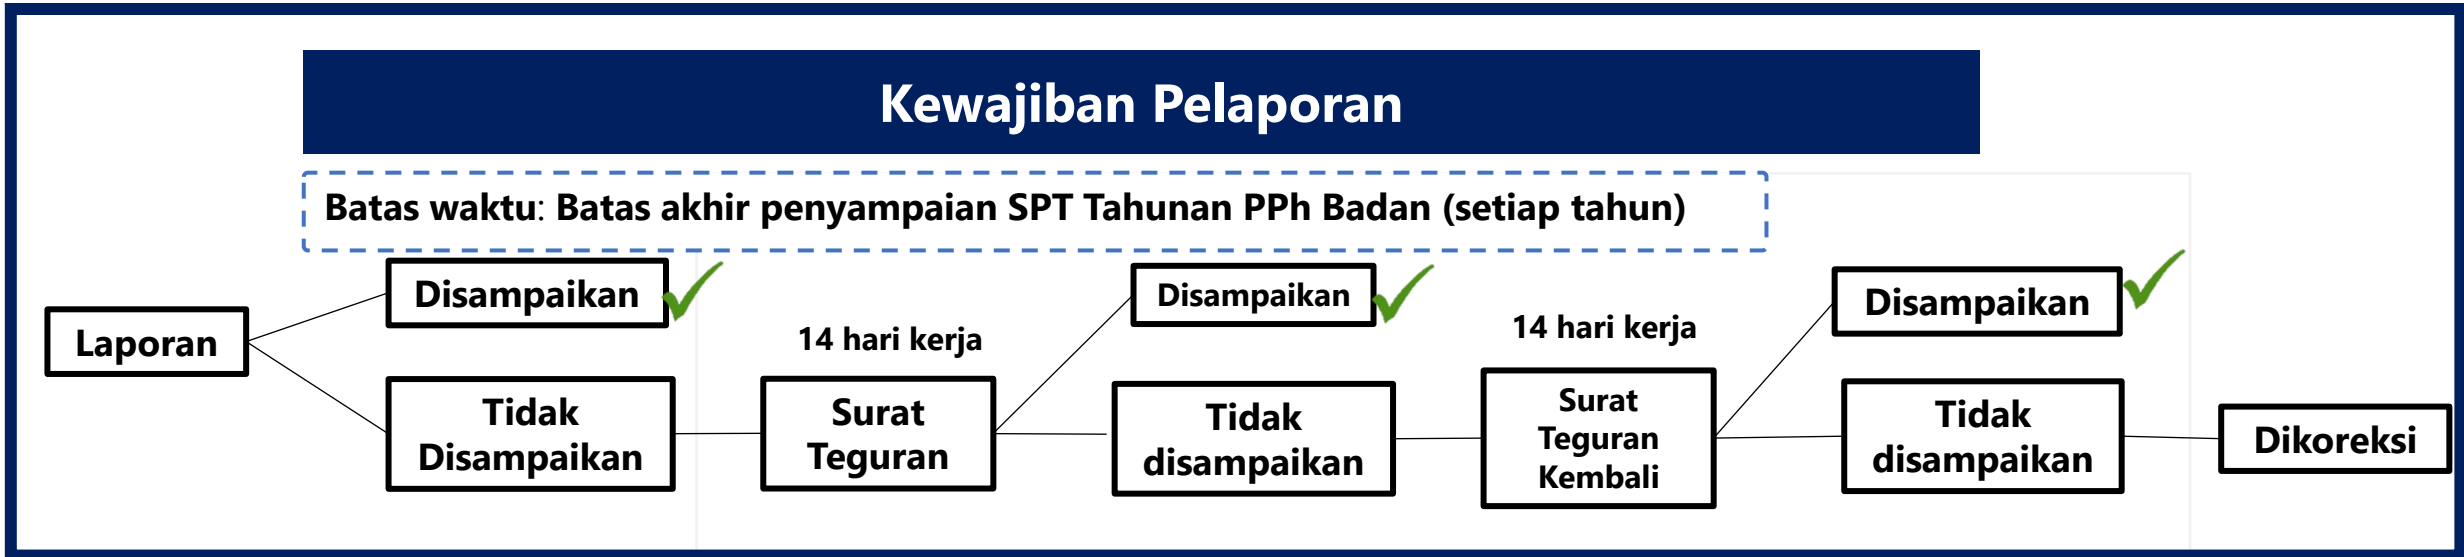 Kewajiban Pelaporan
Batas waktu: Batas akhir penyampaian SPT Tahunan PPh Badan (setiap tahun)
Laporan
Disampaikan
Tidak
Disampaikan
14 hari kerja
Surat
Teguran
Disampaikan
Tidak
disampaikan
14 hari kerja
Surat
Teguran
Kembali
Disampaikan
Tidak
disampaikan
Dikoreksi